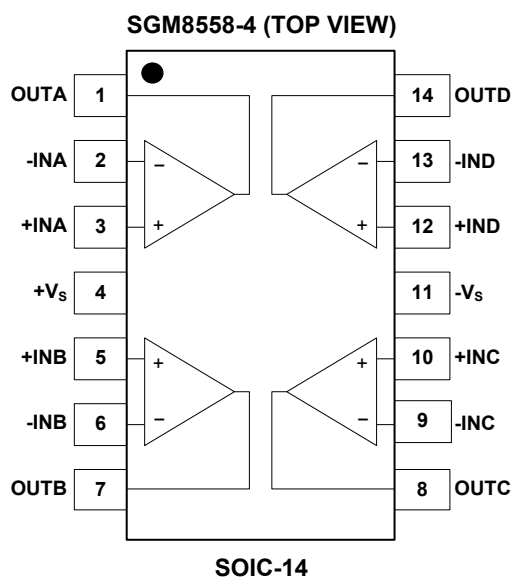 SGM8558-4 (TOP VIEW)
OUTA 1 14 OUTD
-INA 2 − − 13 -IND
+INA 3 + + 12 +IND
+VS 4 11 -VS
+INB 5 + + 10 +INC
-INB 6 − − 9 -INC
OUTB 7 8 OUTC
SOIC-14